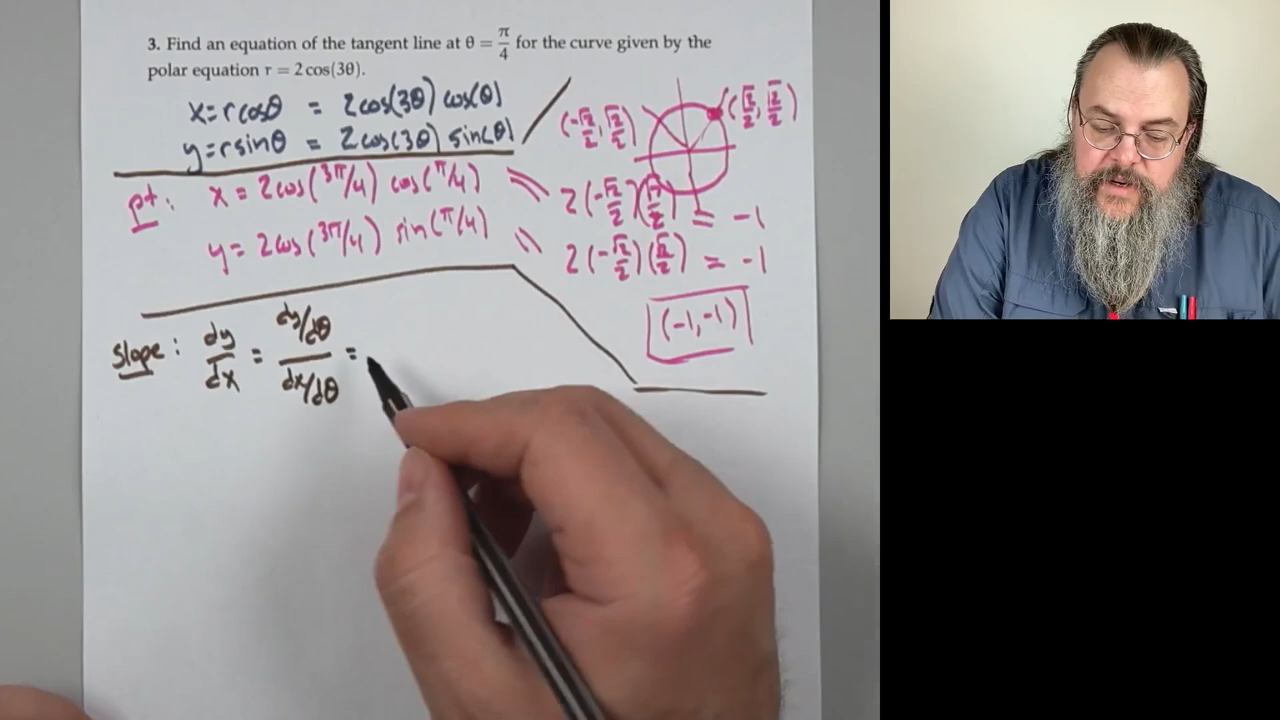 3. Find an equation of the tangent line at θ = π/4 for the curve given by the
polar equation r = 2 cos(3θ).
x=rcosθ = 2cos(3θ) cos(θ)
y=rsinθ = 2cos(3θ) sin(θ)
(-√2/2, √2/2)
(√2/2, √2/2)
pt: x = 2cos(3π/4) cos(π/4) = 2(-√2/2)(√2/2) = -1
y = 2cos(3π/4) sin(π/4) = 2(-√2/2)(√2/2) = -1
(-1,-1)
slope: dy/dx = dy/dθ / dx/dθ =